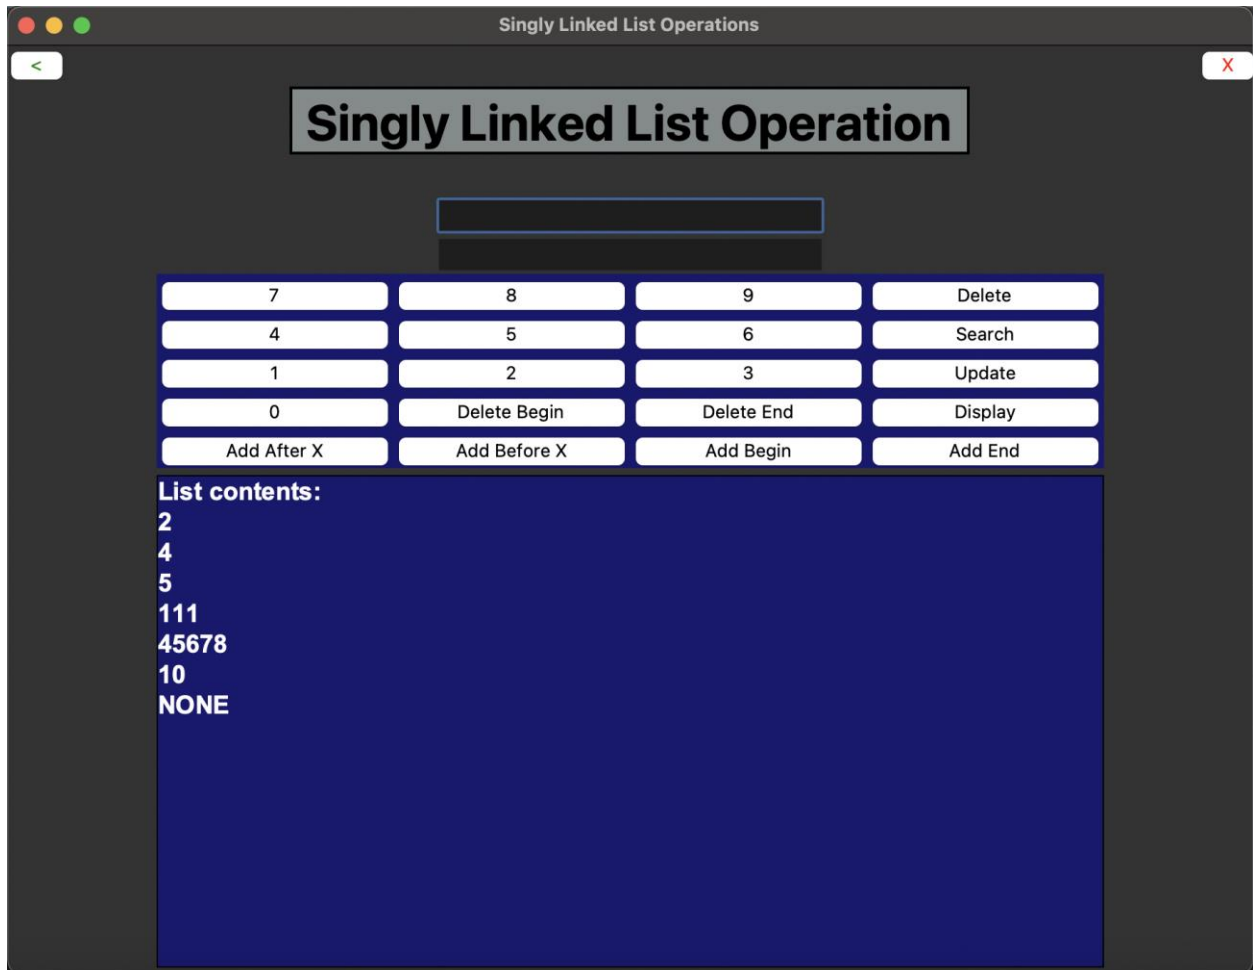 Singly Linked List Operations
<
X
Singly Linked List Operation
7 8 9 Delete
4 5 6 Search
1 2 3 Update
0 Delete Begin Delete End Display
Add After X Add Before X Add Begin Add End
List contents:
2
4
5
111
45678
10
NONE